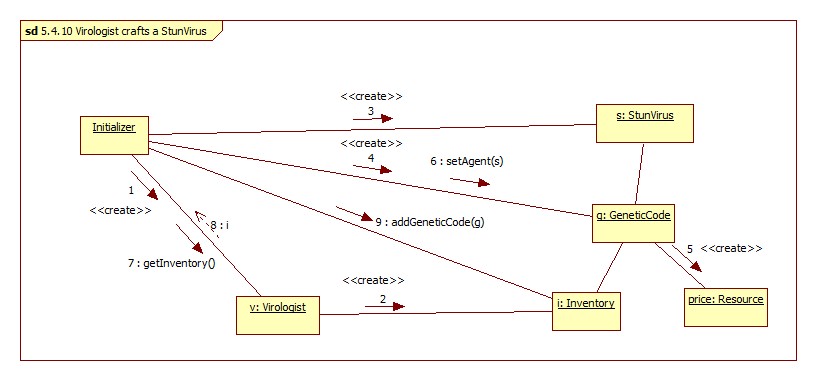 sd 5.4.10 Virologist crafts a StunVirus
<<create>>
3
s: StunVirus
Initializer
<<create>>
4
6 : setAgent(s)
1
<<create>>
8 : i
9 : addGeneticCode(g)
g: GeneticCode
5 <<create>>
7 : getInventory()
<<create>>
2
v: Virologist
i: Inventory
price: Resource